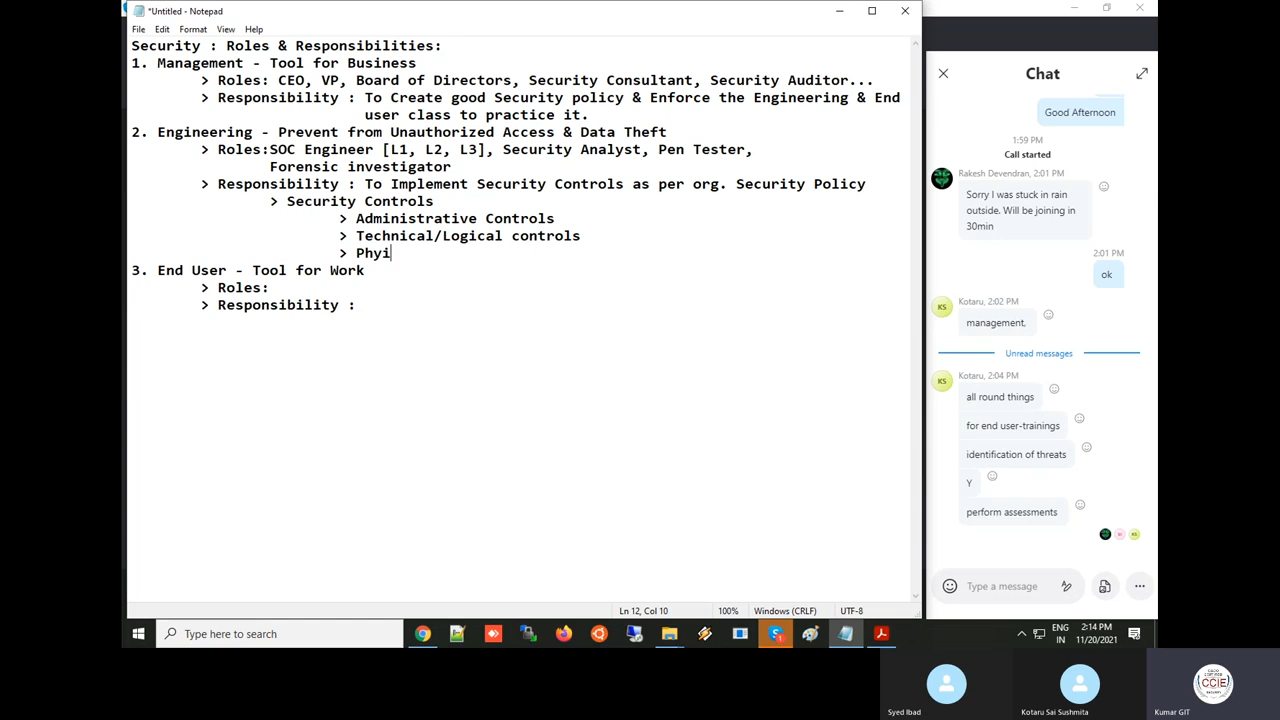 *Untitled - Notepad
File Edit Format View Help
Security : Roles & Responsibilities:
1. Management - Tool for Business
> Roles: CEO, VP, Board of Directors, Security Consultant, Security Auditor...
> Responsibility : To Create good Security policy & Enforce the Engineering & End
user class to practice it.
2. Engineering - Prevent from Unauthorized Access & Data Theft
> Roles:SOC Engineer [L1, L2, L3], Security Analyst, Pen Tester,
Forensic investigator
> Responsibility : To Implement Security Controls as per org. Security Policy
> Security Controls
> Administrative Controls
> Technical/Logical controls
> Phyi
3. End User - Tool for Work
> Roles:
> Responsibility :
Ln 12, Col 10 100% Windows (CRLF) UTF-8
Chat
Good Afternoon
1:59 PM
Call started
Rakesh Devendran, 2:01 PM
Sorry I was stuck in rain
outside. Will be joining in
30min
2:01 PM
ok
Kotaru, 2:02 PM
KS
management,
Unread messages
Kotaru, 2:04 PM
KS
all round things
for end user-trainings
identification of threats
Y
perform assessments
KS
Type a message
Type here to search
ENG
IN
2:14 PM
11/20/2021
CCIE
Syed Ibad
Kotaru Sai Sushmita
Kumar GIT